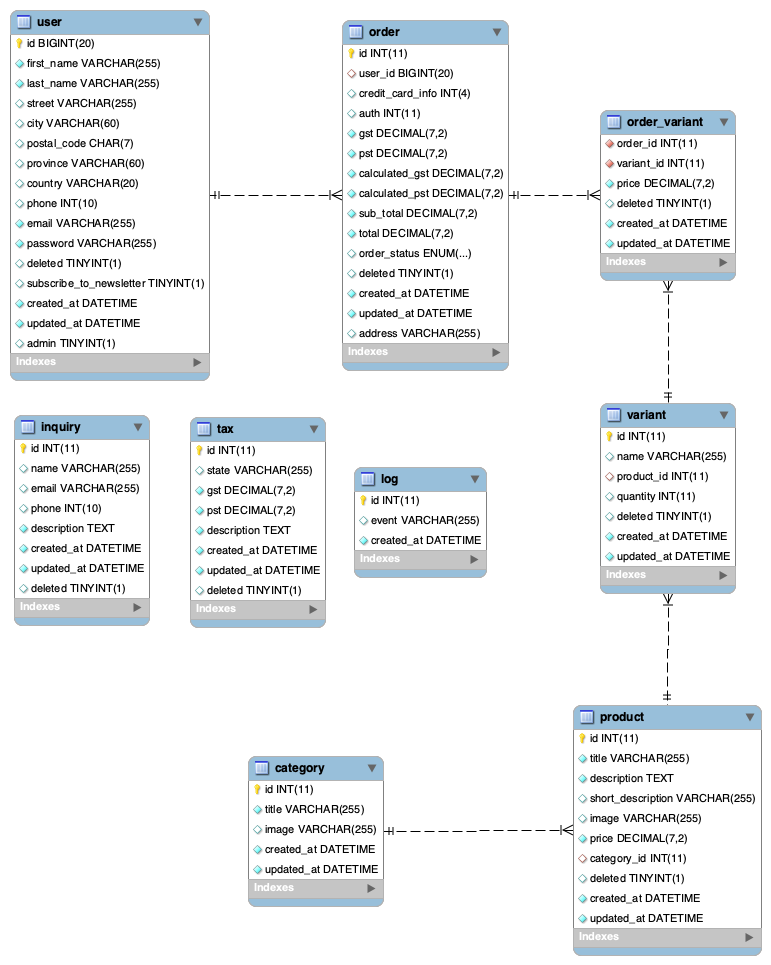 user
id BIGINT(20)
first_name VARCHAR(255)
last_name VARCHAR(255)
street VARCHAR(255)
city VARCHAR(60)
postal_code CHAR(7)
province VARCHAR(60)
country VARCHAR(20)
phone INT(10)
email VARCHAR(255)
password VARCHAR(255)
deleted TINYINT(1)
subscribe_to_newsletter TINYINT(1)
created_at DATETIME
updated_at DATETIME
admin TINYINT(1)
Indexes
order
id INT(11)
user_id BIGINT(20)
credit_card_info INT(4)
auth INT(11)
gst DECIMAL(7,2)
pst DECIMAL(7,2)
calculated_gst DECIMAL(7,2)
calculated_pst DECIMAL(7,2)
sub_total DECIMAL(7,2)
total DECIMAL(7,2)
order_status ENUM(...)
deleted TINYINT(1)
created_at DATETIME
updated_at DATETIME
address VARCHAR(255)
Indexes
order_variant
order_id INT(11)
variant_id INT(11)
price DECIMAL(7,2)
deleted TINYINT(1)
created_at DATETIME
updated_at DATETIME
Indexes
inquiry
id INT(11)
name VARCHAR(255)
email VARCHAR(255)
phone INT(10)
description TEXT
created_at DATETIME
updated_at DATETIME
deleted TINYINT(1)
Indexes
tax
id INT(11)
state VARCHAR(255)
gst DECIMAL(7,2)
pst DECIMAL(7,2)
description TEXT
created_at DATETIME
updated_at DATETIME
deleted TINYINT(1)
Indexes
log
id INT(11)
event VARCHAR(255)
created_at DATETIME
Indexes
variant
id INT(11)
name VARCHAR(255)
product_id INT(11)
quantity INT(11)
deleted TINYINT(1)
created_at DATETIME
updated_at DATETIME
Indexes
category
id INT(11)
title VARCHAR(255)
image VARCHAR(255)
created_at DATETIME
updated_at DATETIME
Indexes
product
id INT(11)
title VARCHAR(255)
description TEXT
short_description VARCHAR(255)
image VARCHAR(255)
price DECIMAL(7,2)
category_id INT(11)
deleted TINYINT(1)
created_at DATETIME
updated_at DATETIME
Indexes